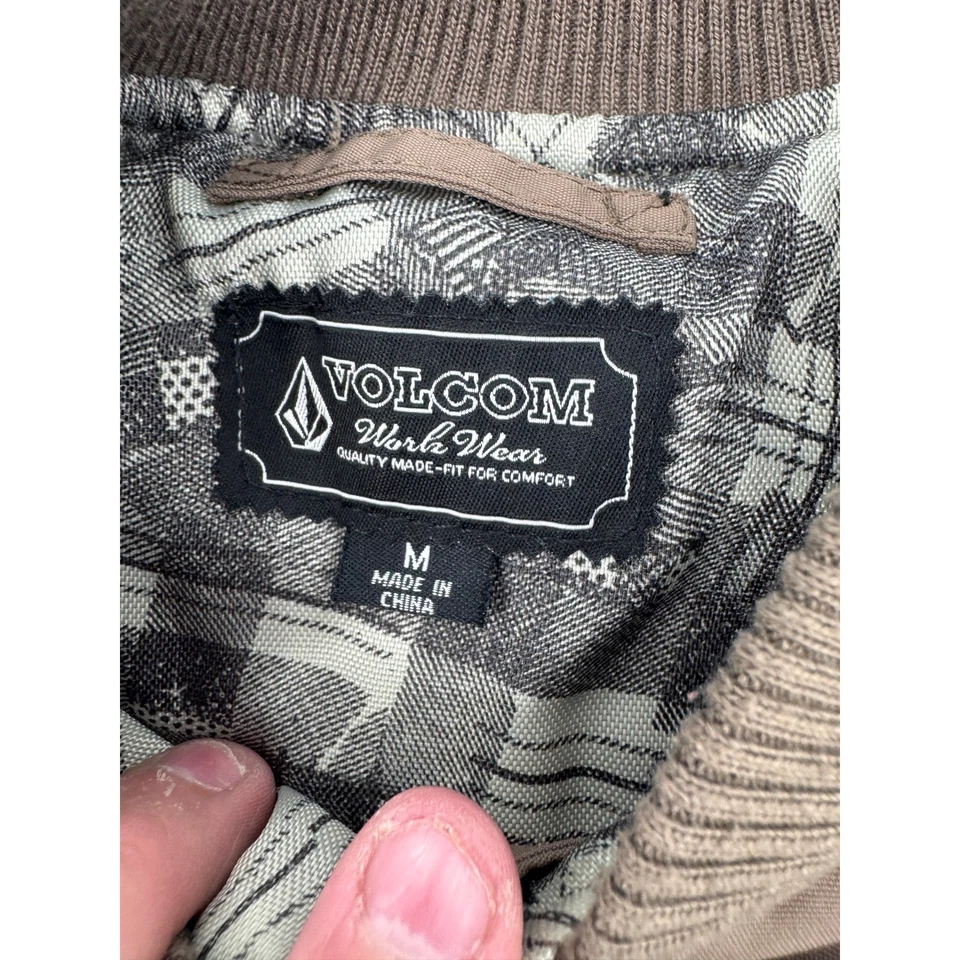 VOLCOM
Work Wear
QUALITY MADE-FIT FOR COMFORT
M
MADE IN
CHINA